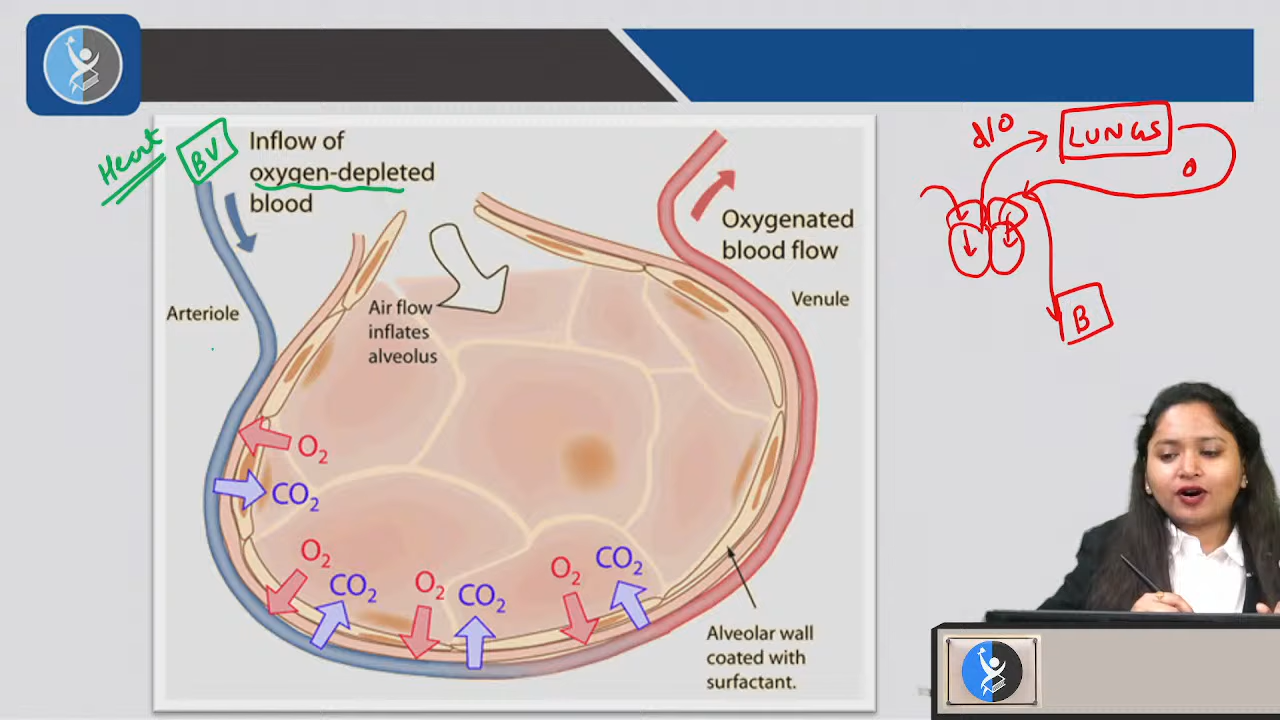 Heart
BV
Inflow of
oxygen-depleted
blood
d/o
LUNGS
O
Oxygenated
blood flow
Venule
Arteriole
Air flow
inflates
alveolus
B
O2
CO2
O2
CO2
O2
CO2
O2
CO2
Alveolar wall
coated with
surfactant.